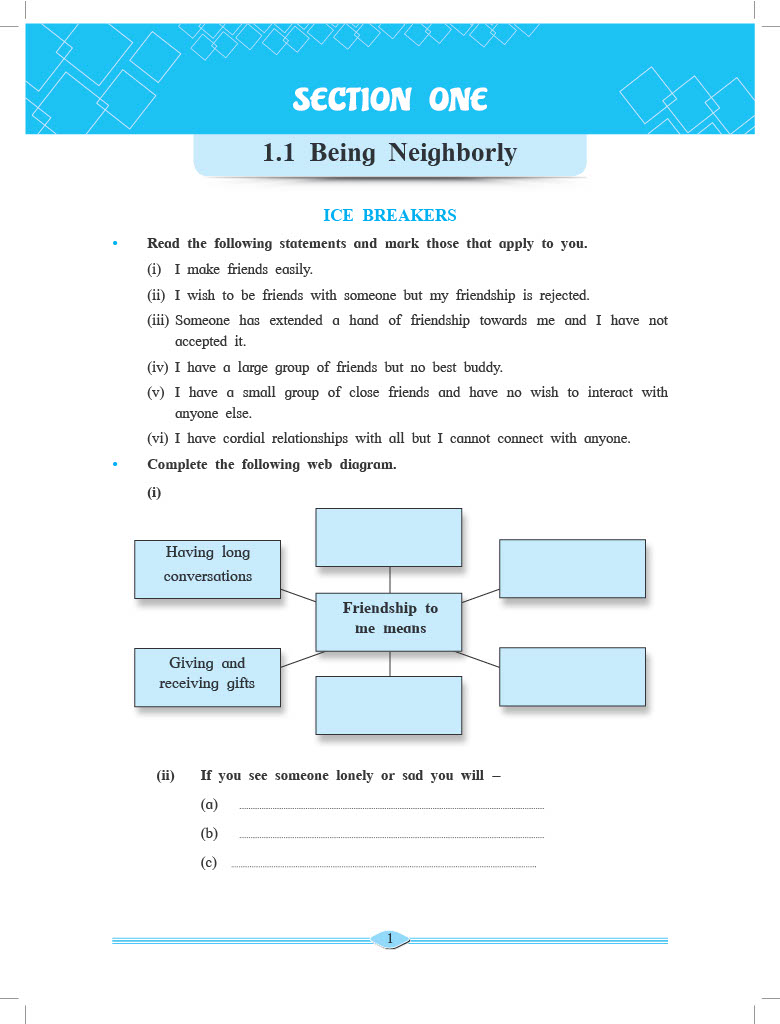 SECTION ONE
1.1 Being Neighborly
ICE BREAKERS
• Read the following statements and mark those that apply to you.
(i) I make friends easily.
(ii) I wish to be friends with someone but my friendship is rejected.
(iii) Someone has extended a hand of friendship towards me and I have not
accepted it.
(iv) I have a large group of friends but no best buddy.
(v) I have a small group of close friends and have no wish to interact with
anyone else.
(vi) I have cordial relationships with all but I cannot connect with anyone.
• Complete the following web diagram.
(i)
Having long
conversations
Friendship to
me means
Giving and
receiving gifts
(ii) If you see someone lonely or sad you will –
(a) ....................
(b) ....................
(c) ....................
1